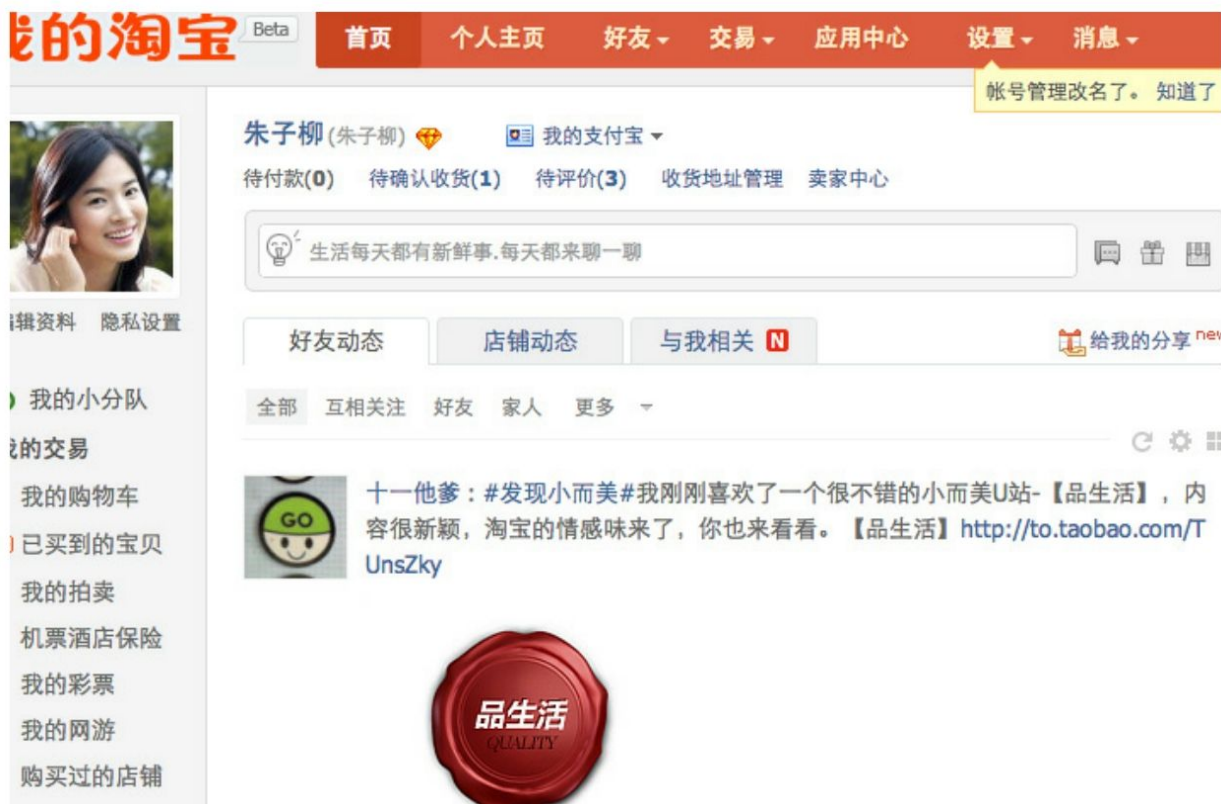 我的淘宝 Beta 首页 个人主页 好友 交易 应用中心 设置 消息
帐号管理改名了。 知道了
朱子柳(朱子柳) 我的支付宝
待付款(0) 待确认收货(1) 待评价(3) 收货地址管理 卖家中心
生活每天都有新鲜事.每天都来聊一聊
编辑资料 隐私设置
好友动态 店铺动态 与我相关 N 给我的分享 new
全部 互相关注 好友 家人 更多
我的小分队
我的交易
我的购物车
已买到的宝贝
我的拍卖
机票酒店保险
我的彩票
我的网游
购买过的店铺
GO
十一他爹：#发现小而美#我刚刚喜欢了一个很不错的小而美U站-【品生活】，内
容很新颖，淘宝的情感味来了，你也来看看。【品生活】http://to.taobao.com/T
UnsZky
品生活
QUALITY